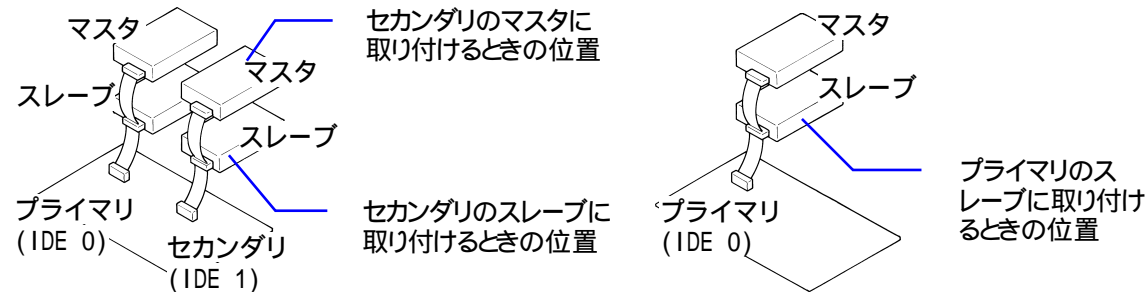 マスタ
セカンダリのマスタに
取り付けるときの位置
マスタ
スレーブ
スレーブ
プライマリ
(IDE 0)
セカンダリ
(IDE 1)
セカンダリのスレーブに
取り付けるときの位置
マスタ
スレーブ
プライマリ
(IDE 0)
プライマリのス
レーブに取り付け
るときの位置